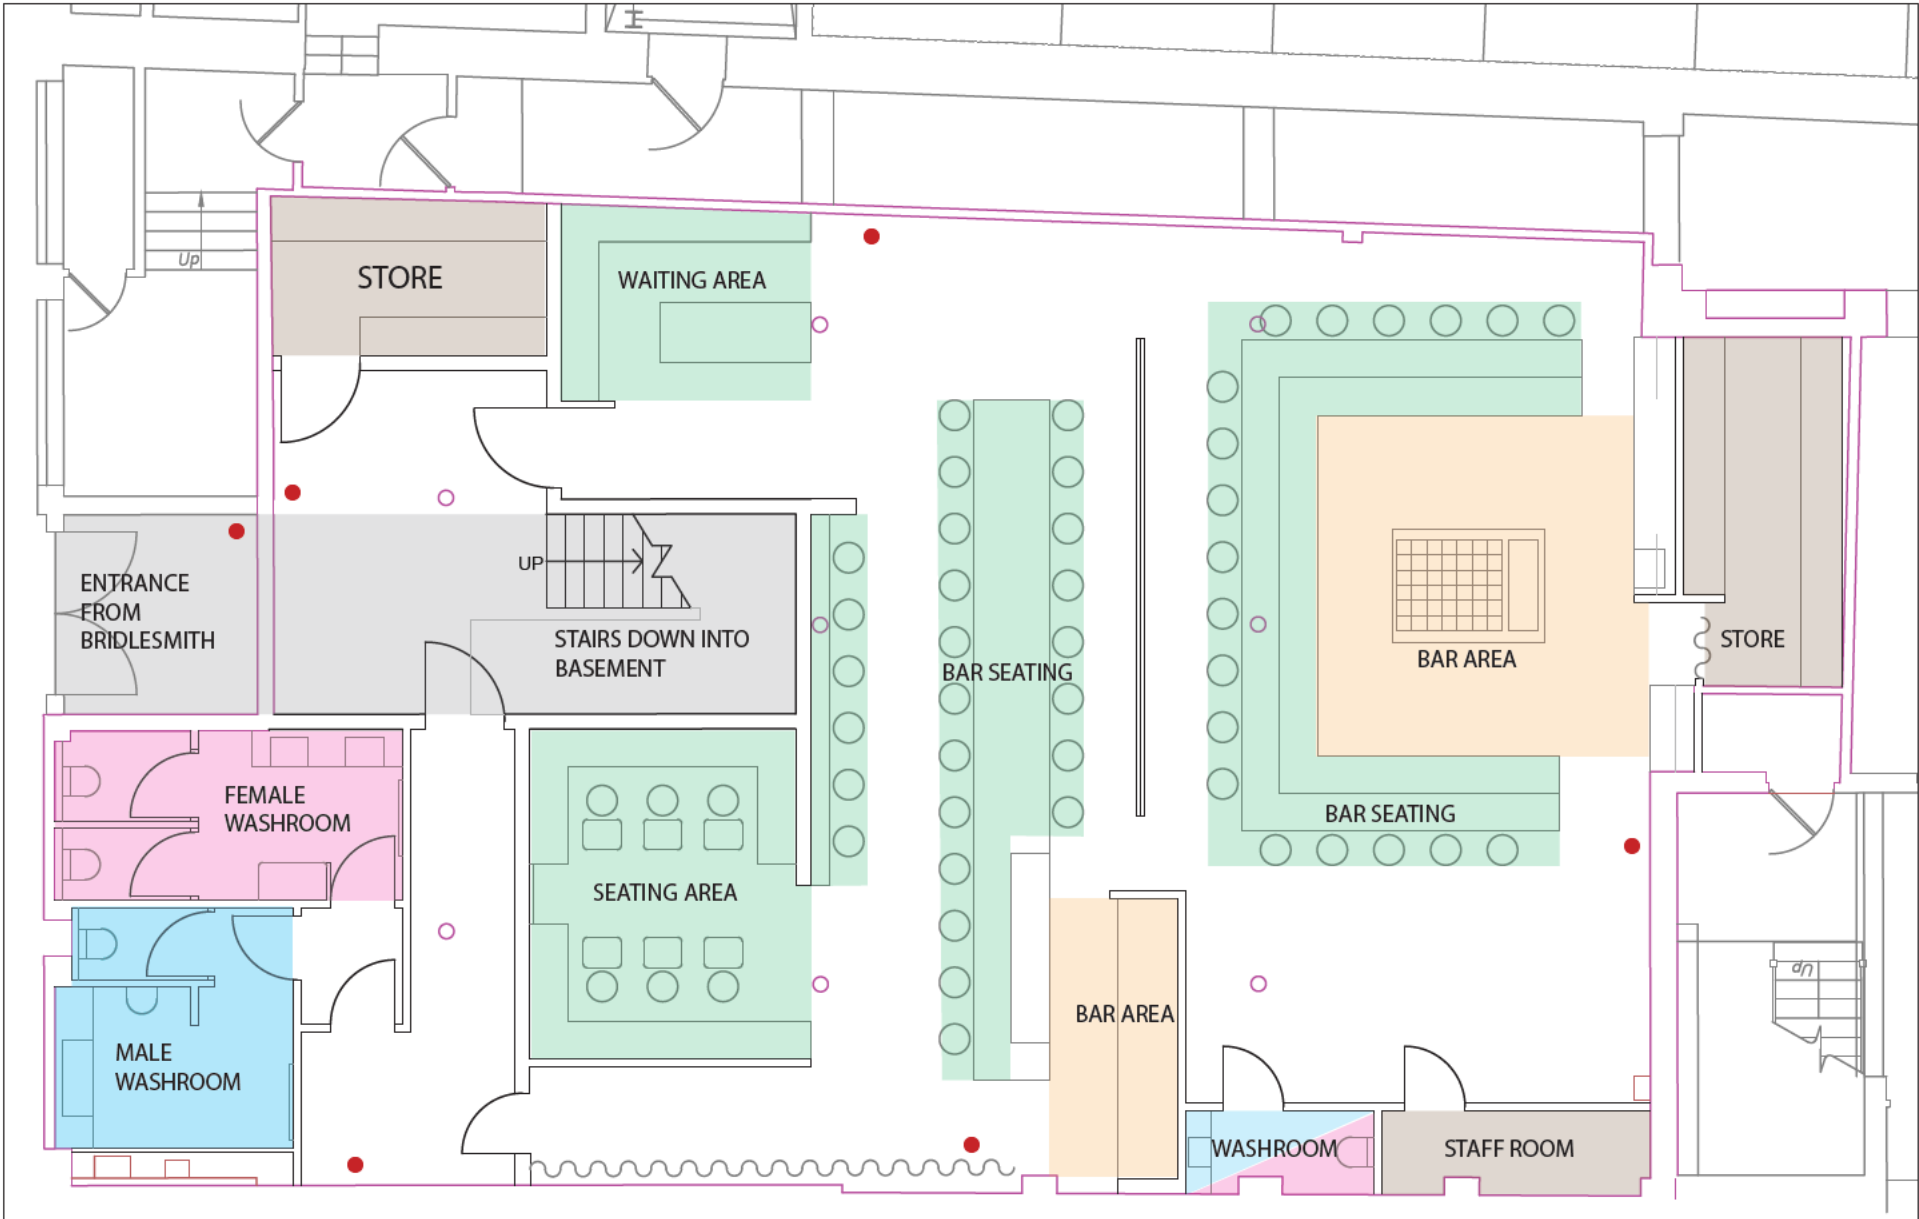 Up
STORE
WAITING AREA
UP
ENTRANCE
FROM
BRIDLESMITH
STAIRS DOWN INTO
BASEMENT
BAR SEATING
BAR AREA
STORE
FEMALE
WASHROOM
BAR SEATING
SEATING AREA
Up
BAR AREA
MALE
WASHROOM
WASHROOM
STAFF ROOM